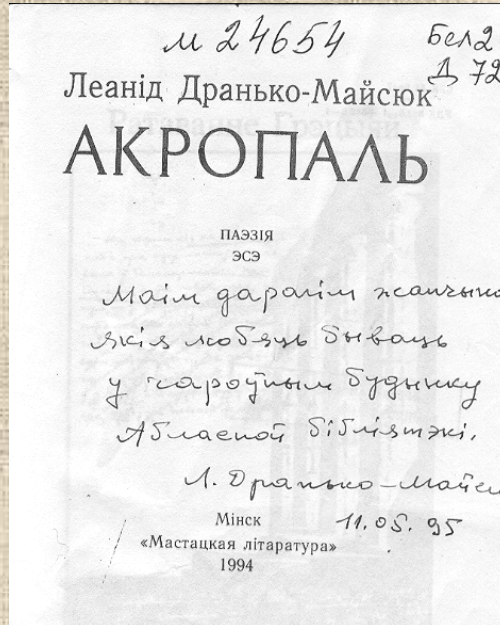 м 24654
Бел2
Д 72
Леанід Дранько-Майсюк
АКРОПАЛЬ
ПАЭЗІЯ
ЭСЭ
Маім дарагім жанчынам
якія любяць бываць
у чароўным будынку
Абласной бібліятэкі.
Л. Дранько-Майсюк
Мінск
11.05.95
«Мастацкая літаратура»
1994